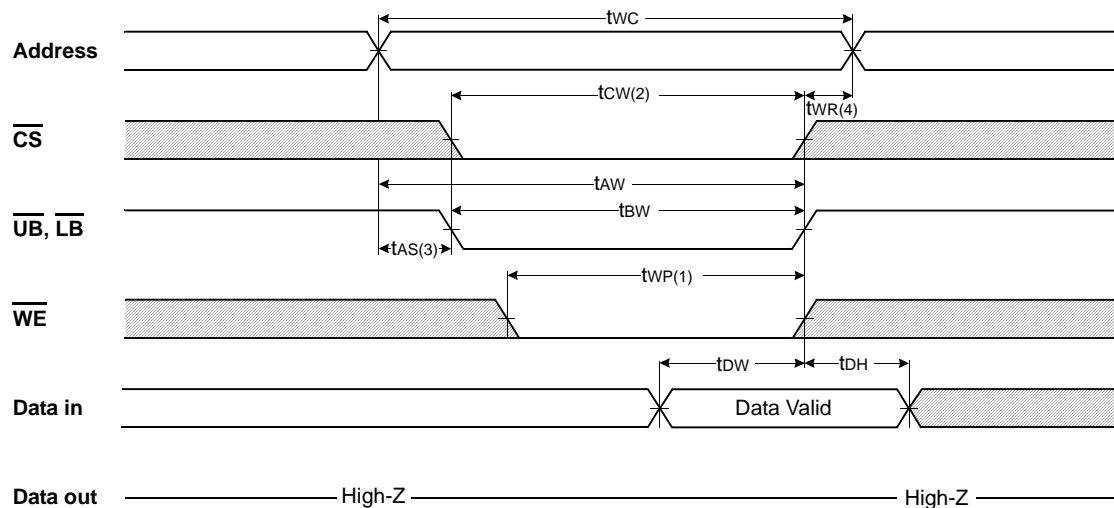 tWC
Address
tCW(2)
tWR(4)
CS
tAW
tBW
UB, LB
tAS(3)
tWP(1)
WE
tDW
tDH
Data in
Data Valid
Data out
High-Z
High-Z